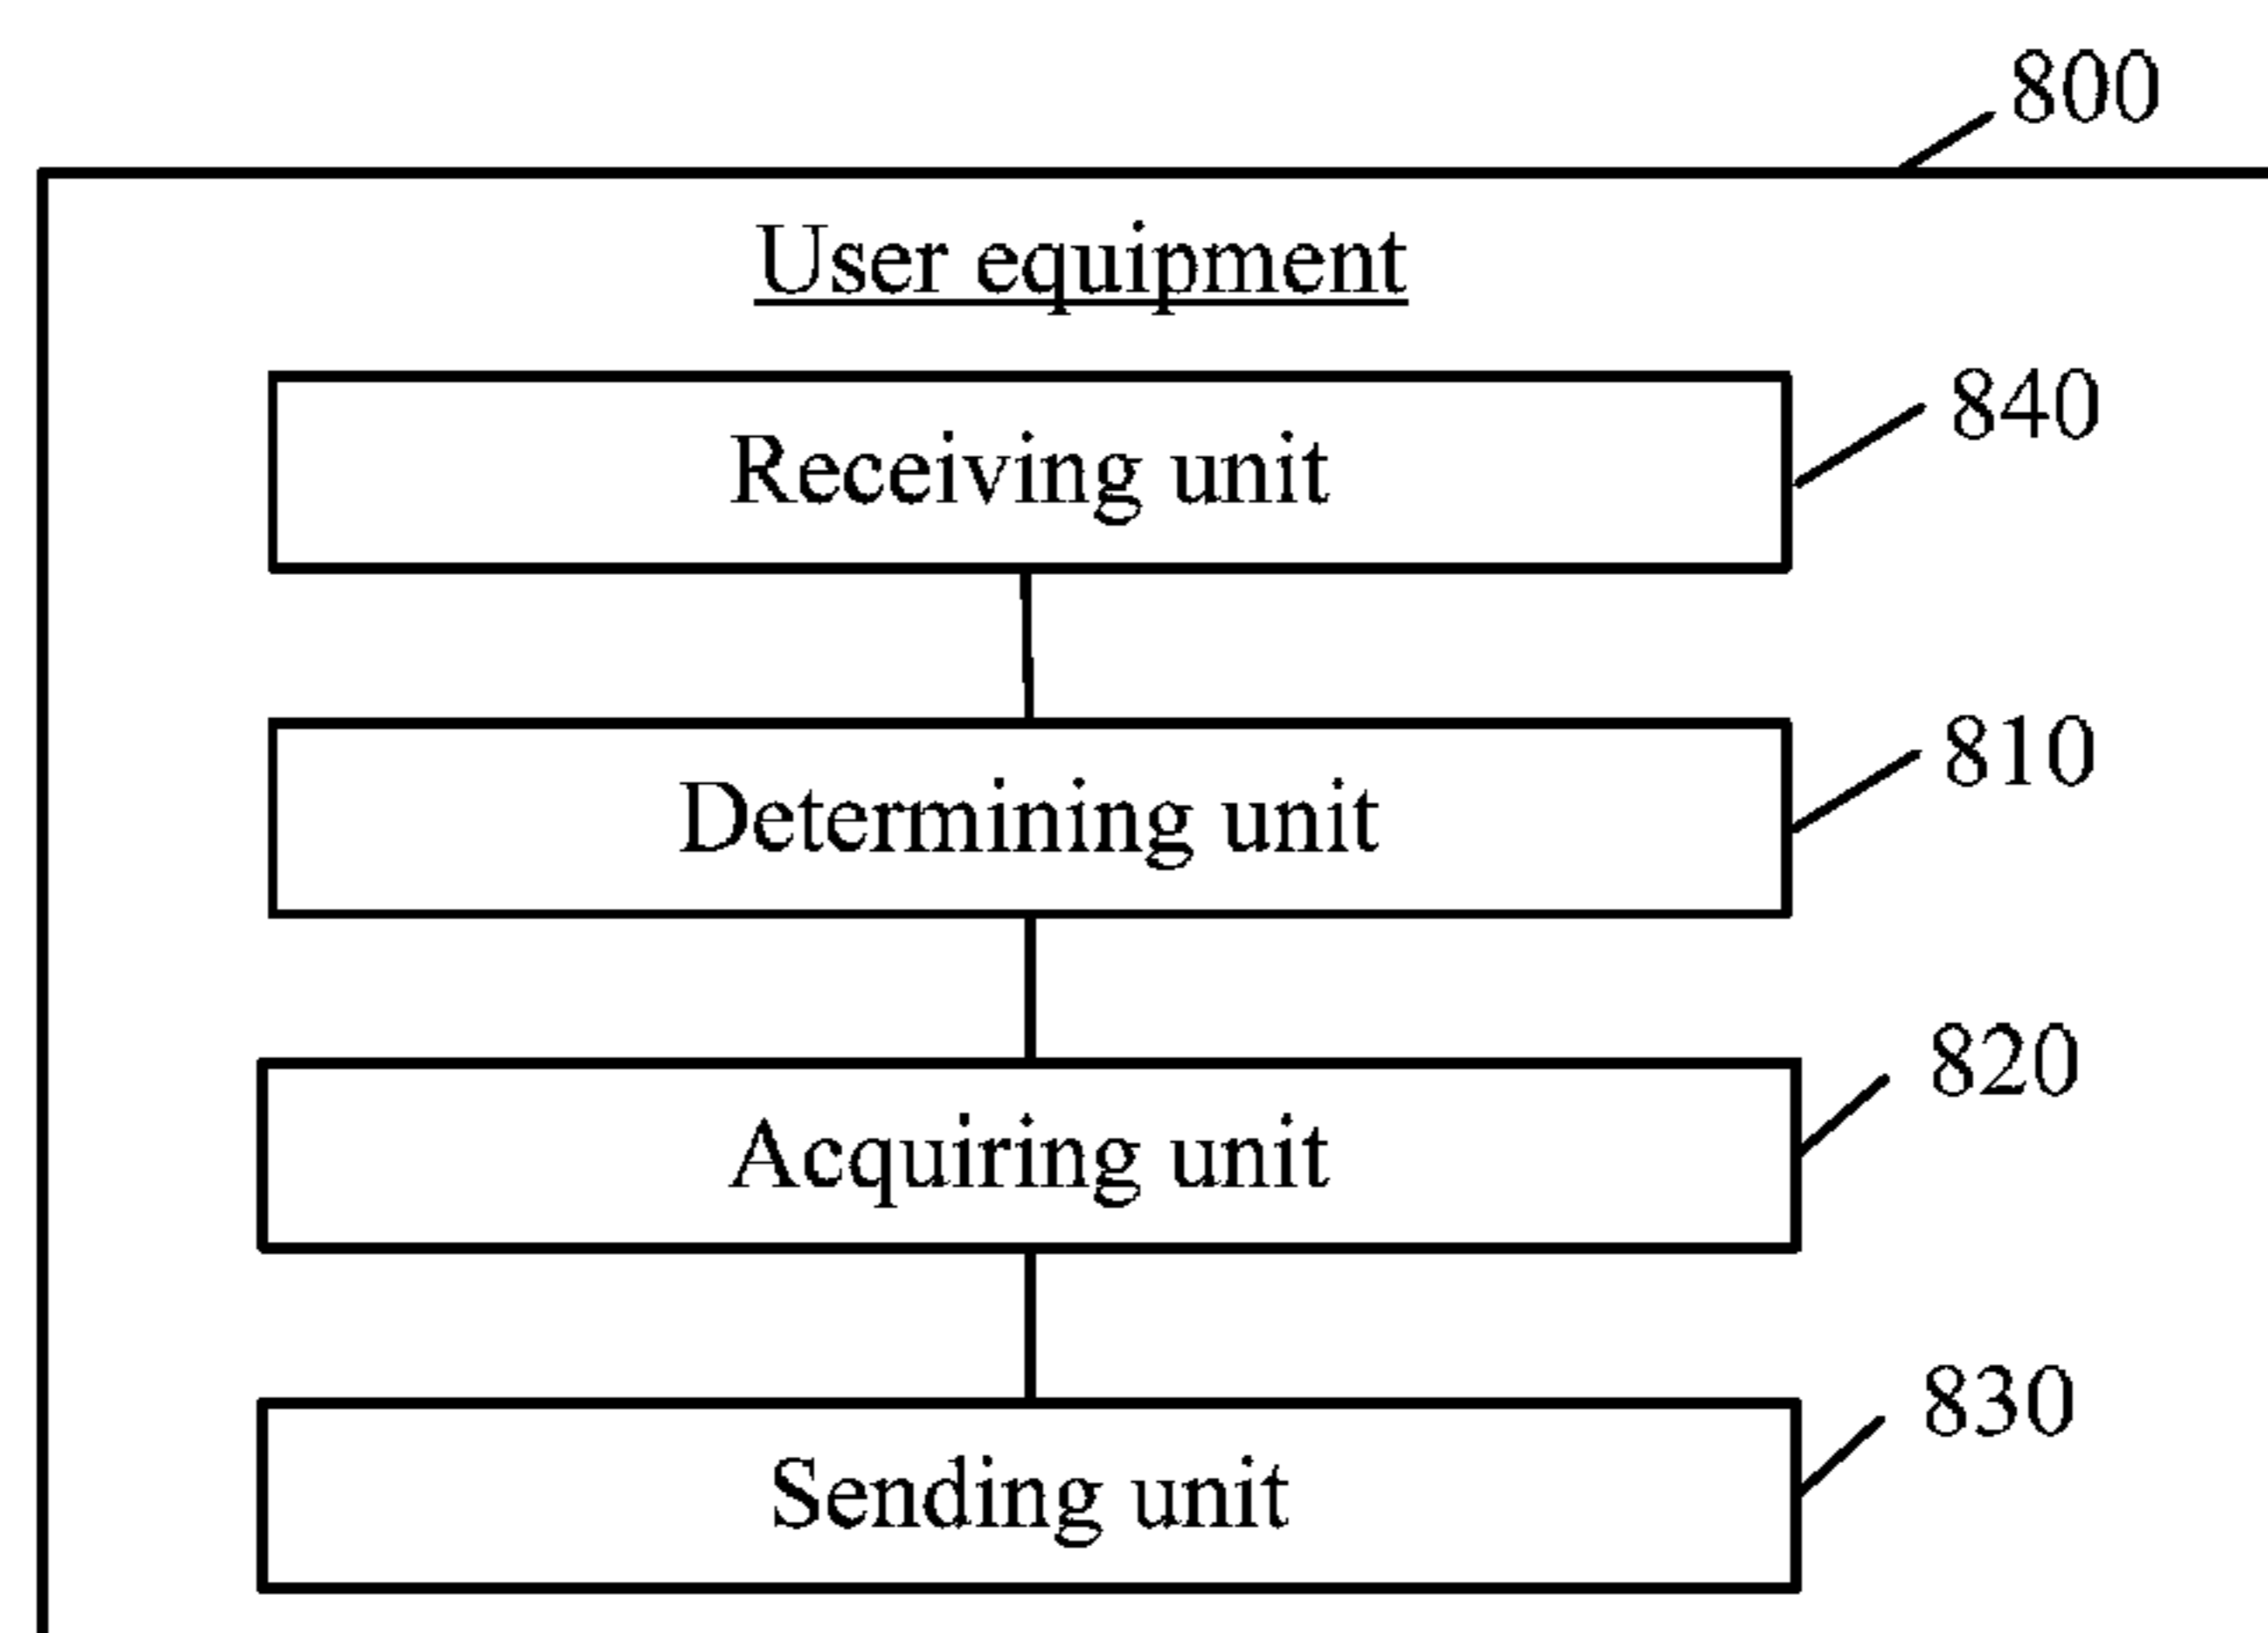 800
User equipment
Receiving unit
840
Determining unit
810
Acquiring unit
820
Sending unit
830